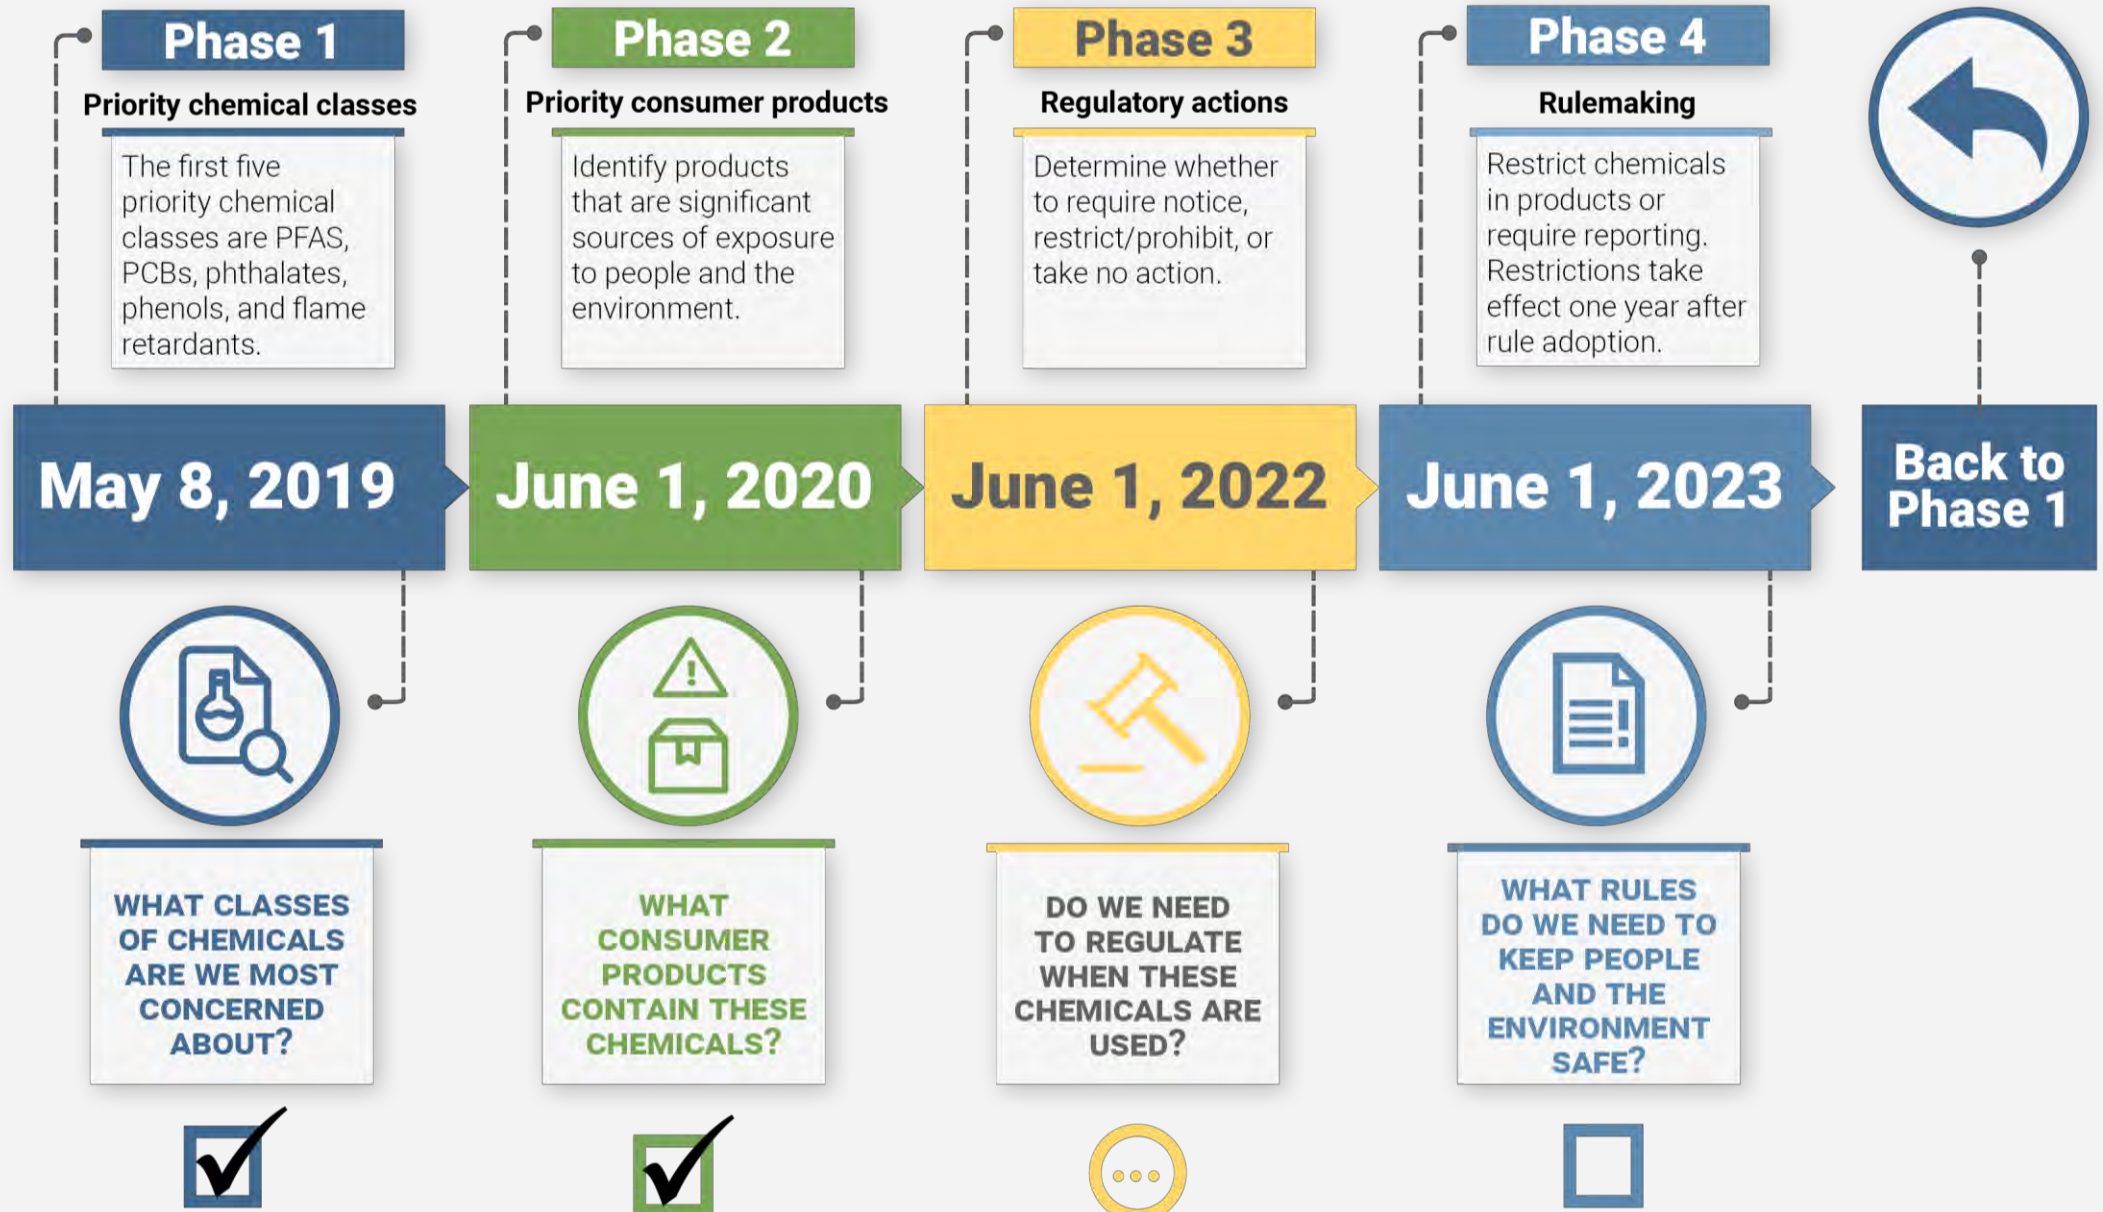 Phase 1
Priority chemical classes
The first five
priority chemical
classes are PFAS,
PCBs, phthalates,
phenols, and flame
retardants.
May 8, 2019
WHAT CLASSES
OF CHEMICALS
ARE WE MOST
CONCERNED
ABOUT?
Phase 2
Priority consumer products
Identify products
that are significant
sources of exposure
to people and the
environment.
June 1, 2020
WHAT
CONSUMER
PRODUCTS
CONTAIN THESE
CHEMICALS?
Phase 3
Regulatory actions
Determine whether
to require notice,
restrict/prohibit, or
take no action.
June 1, 2022
DO WE NEED
TO REGULATE
WHEN THESE
CHEMICALS ARE
USED?
Phase 4
Rulemaking
Restrict chemicals
in products or
require reporting.
Restrictions take
effect one year after
rule adoption.
June 1, 2023
WHAT RULES
DO WE NEED TO
KEEP PEOPLE
AND THE
ENVIRONMENT
SAFE?
Back to
Phase 1